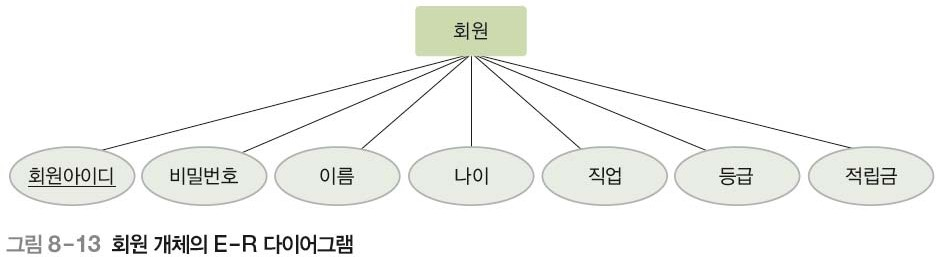 회원
회원아이디 비밀번호 이름 나이 직업 등급 적립금
그림 8-13 회원 개체의 E-R 다이어그램